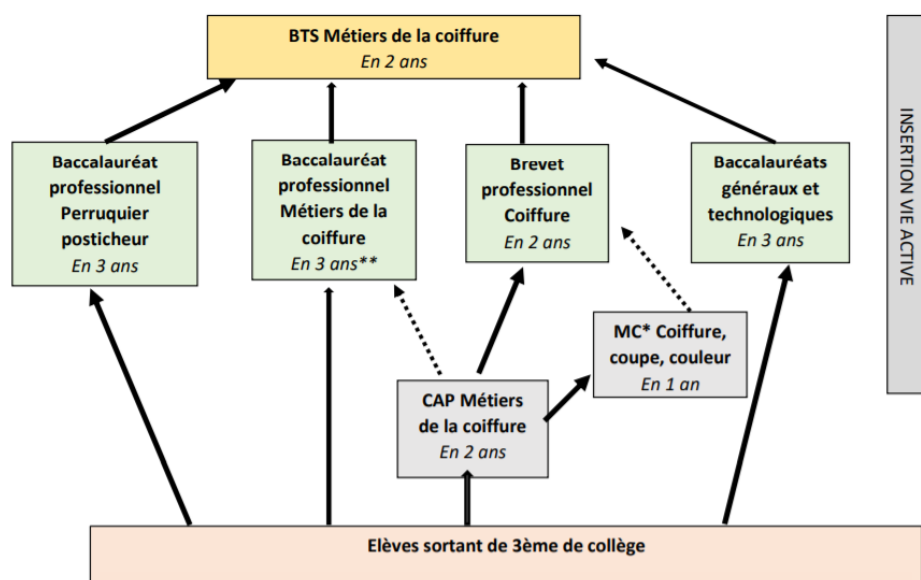 BTS Métiers de la coiffure
En 2 ans
Baccalauréat
professionnel
Perruquier
posticheur
En 3 ans
Baccalauréat
professionnel
Métiers de la
coiffure
En 3 ans**
Brevet
professionnel
Coiffure
En 2 ans
Baccalauréats
généraux et
technologiques
En 3 ans
INSERTION VIE ACTIVE
MC* Coiffure,
coupe, couleur
En 1 an
CAP Métiers
de la coiffure
En 2 ans
Elèves sortant de 3ème de collège